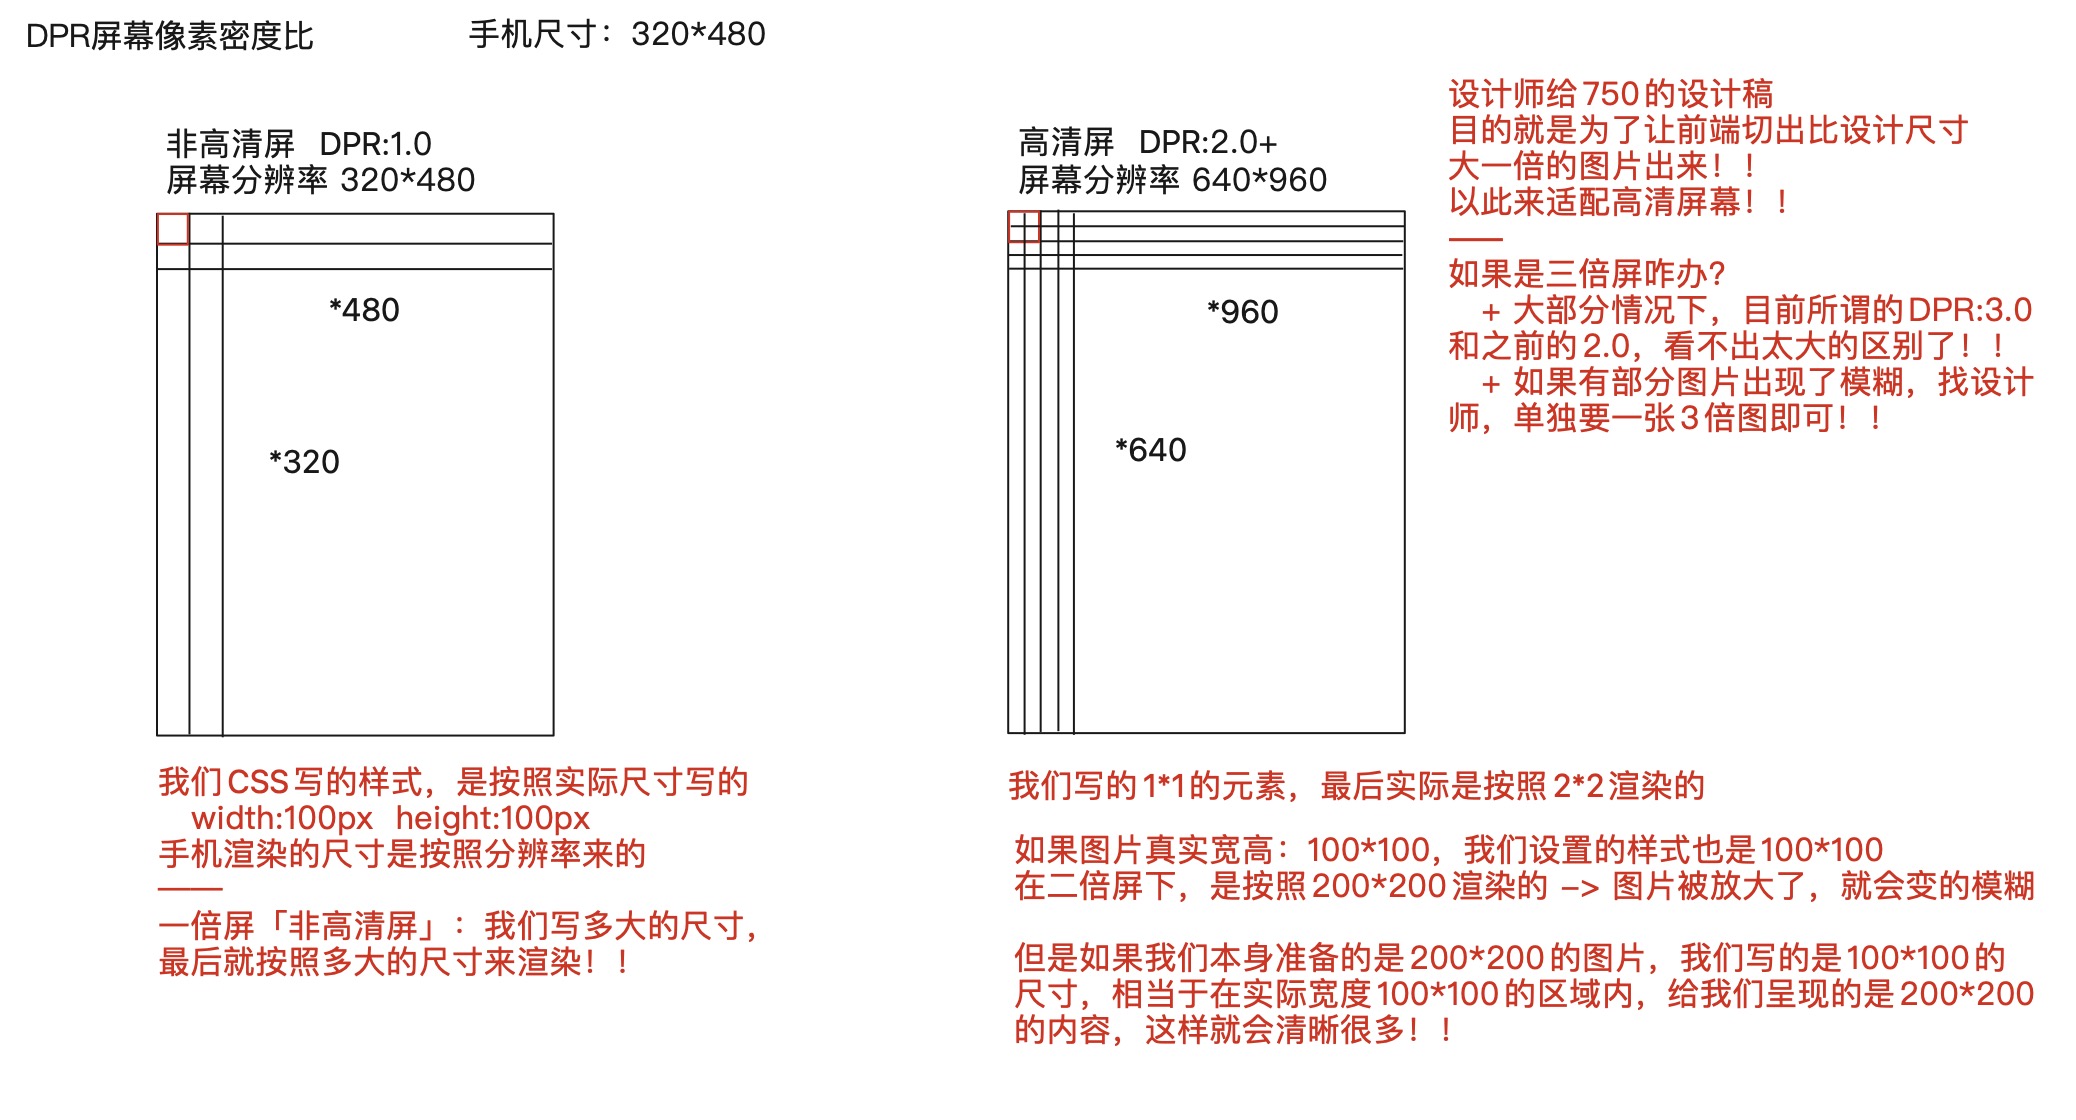 DPR屏幕像素密度比
手机尺寸：320*480
非高清屏 DPR:1.0
屏幕分辨率 320*480
*480
*320
我们CSS写的样式，是按照实际尺寸写的
width:100px height:100px
手机渲染的尺寸是按照分辨率来的
——
一倍屏「非高清屏」：我们写多大的尺寸，
最后就按照多大的尺寸来渲染！！
高清屏 DPR:2.0+
屏幕分辨率 640*960
*960
*640
我们写的1*1的元素，最后实际是按照2*2渲染的
如果图片真实宽高：100*100，我们设置的样式也是100*100
在二倍屏下，是按照200*200渲染的 -> 图片被放大了，就会变的模糊
但是如果我们本身准备的是200*200的图片，我们写的是100*100的
尺寸，相当于在实际宽度100*100的区域内，给我们呈现的是200*200
的内容，这样就会清晰很多！！
设计师给750的设计稿
目的就是为了让前端切出比设计尺寸
大一倍的图片出来！！
以此来适配高清屏幕！！
——
如果是三倍屏咋办?
+ 大部分情况下，目前所谓的DPR:3.0
和之前的2.0，看不出太大的区别了！！
+ 如果有部分图片出现了模糊，找设计
师，单独要一张3倍图即可！！